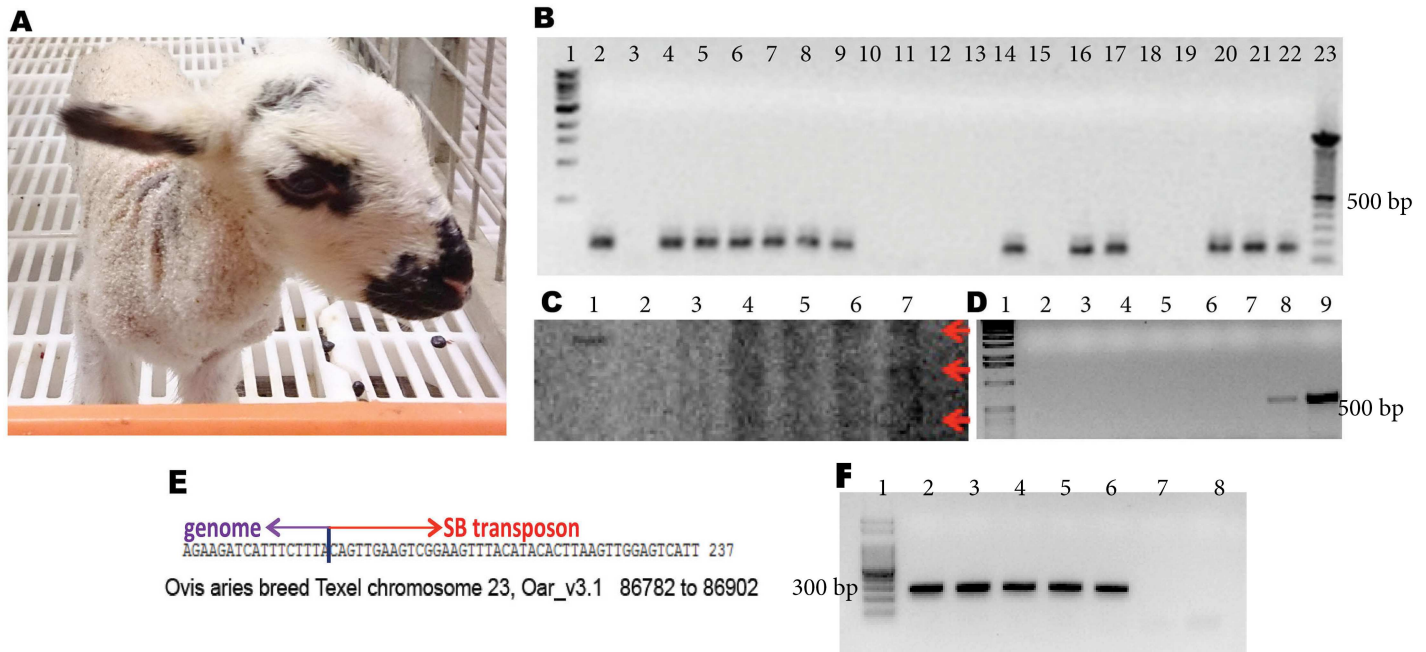 A
B
1 2 3 4 5 6 7 8 9 10 11 12 13 14 15 16 17 18 19 20 21 22 23
500 bp
C
1 2 3 4 5 6 7
D
1 2 3 4 5 6 7 8 9
500 bp
E
genome SB transposon
AGAAGATCATTTCTTTACAGTTGAAGTCGGAAGTTTACATACACTTAAGTTGGAGTCATT 237
Ovis aries breed Texel chromosome 23, Oar_v3.1 86782 to 86902
F
1 2 3 4 5 6 7 8
300 bp